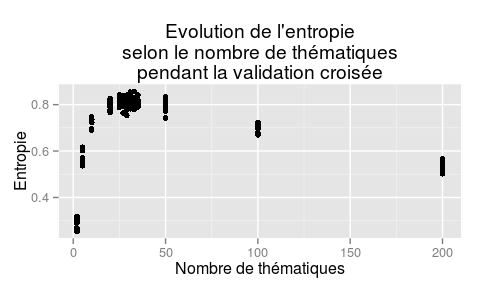 Evolution de l'entropie
selon le nombre de thématiques
pendant la validation croisée
Entropie
0.8
0.6
0.4
0 50 100 150 200
Nombre de thématiques